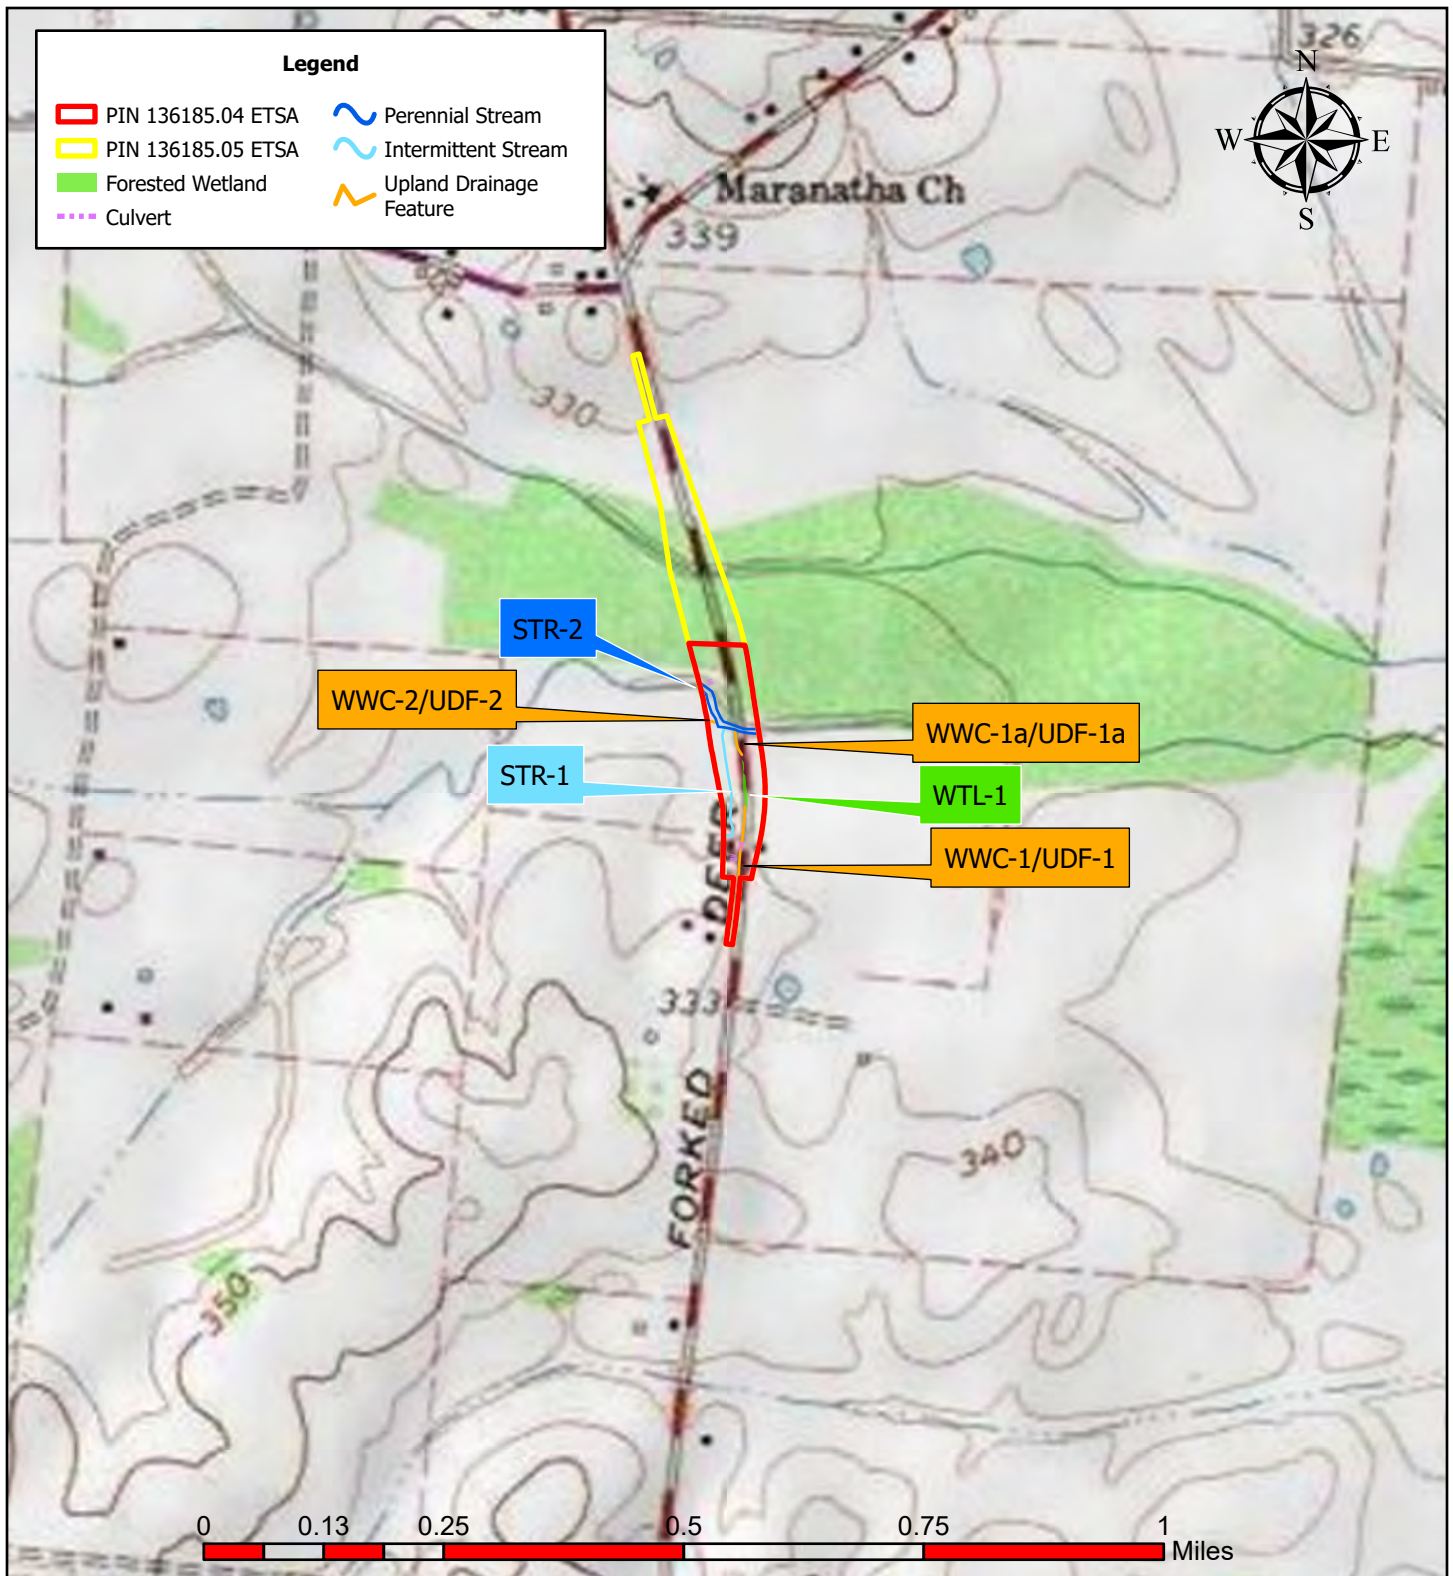 Legend
PIN 136185.04 ETSA
PIN 136185.05 ETSA
Forested Wetland
Culvert
Perennial Stream
Intermittent Stream
Upland Drainage
Feature
326
N
W E
S
Maranatha Ch
339
330
STR-2
WWC-2/UDF-2
WWC-1a/UDF-1a
STR-1
WTL-1
WWC-1/UDF-1
DEER
333
FORKED
340
350
0 0.13 0.25 0.5 0.75 1
Miles